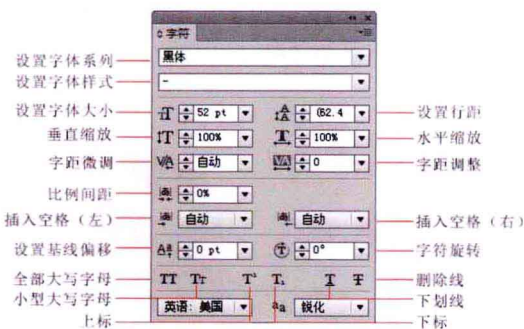 字符
设置字体系列 黑体
设置字体样式 -
设置字体大小 52 pt (62.4 设置行距
垂直缩放 100% 100% 水平缩放
字距微调 自动 0 字距调整
比例间距 0%
插入空格（左） 自动 自动 插入空格（右）
设置基线偏移 0 pt 0° 字符旋转
全部大写字母 TT Tт T¹ T₁ T Ŧ 删除线
小型大写字母 英语: 美国 aa 锐化 下划线
上标 下标